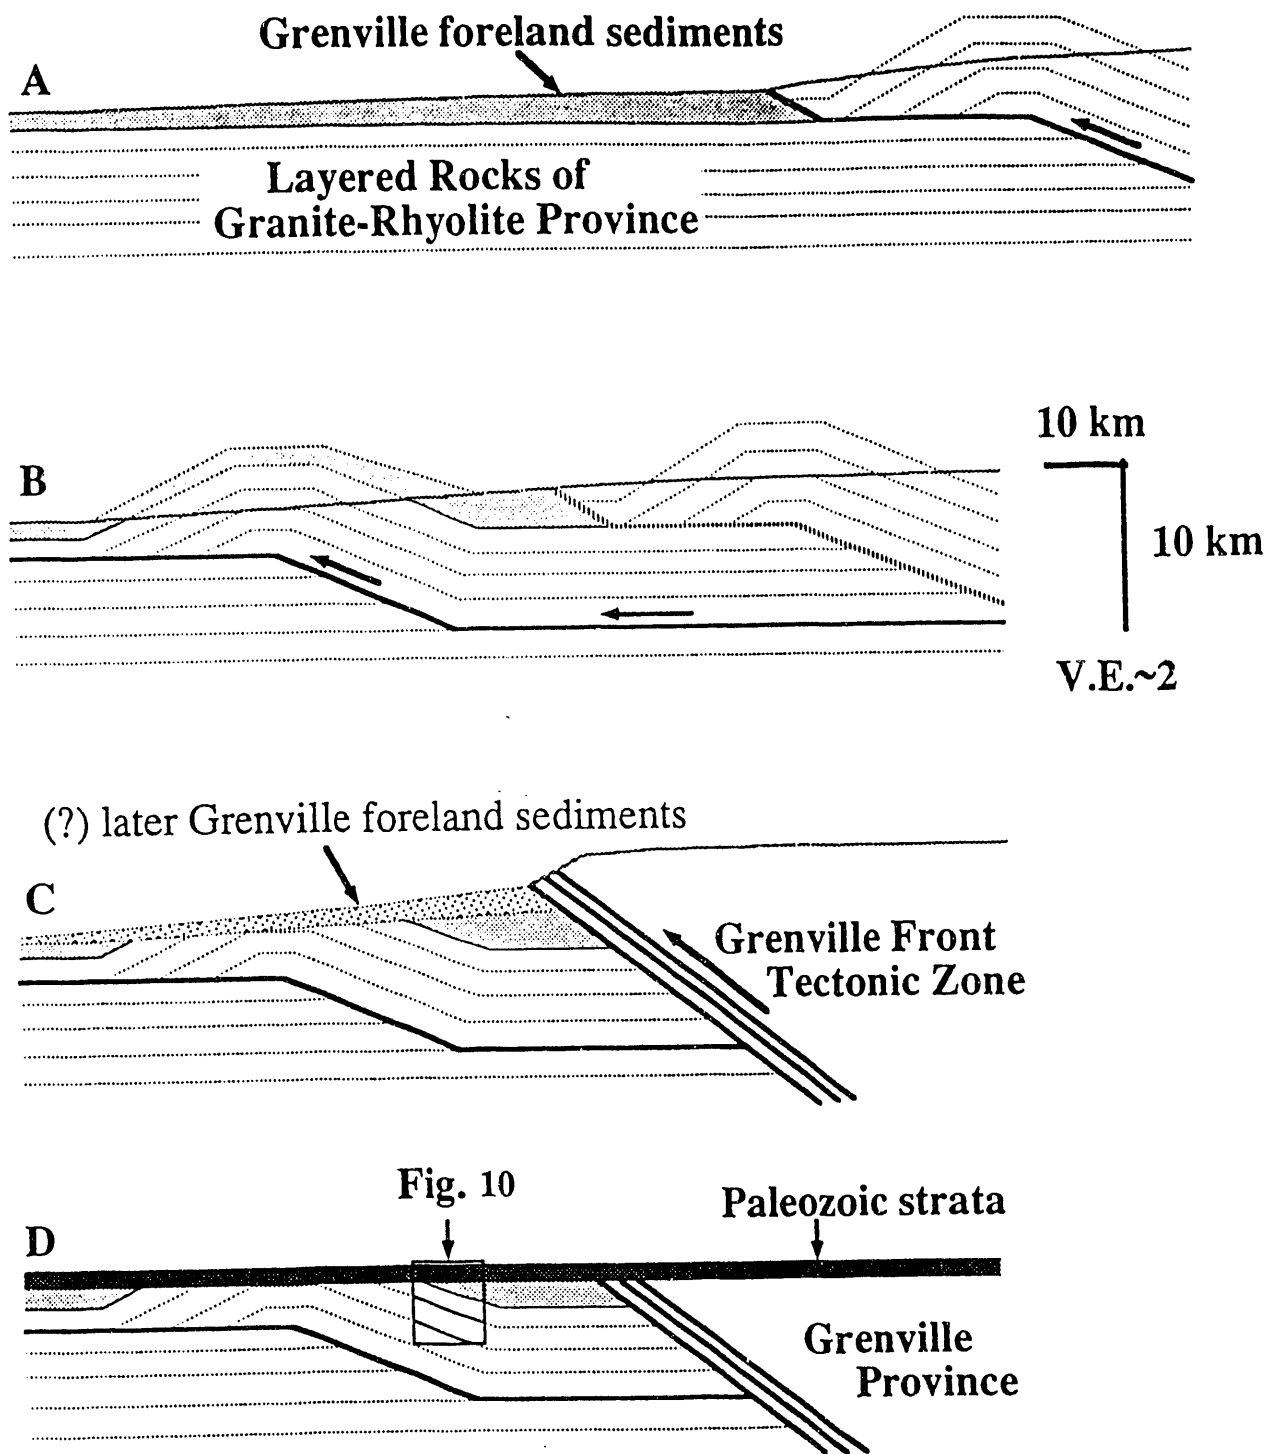 Grenville foreland sediments
A
Layered Rocks of
Granite-Rhyolite Province
B
10 km
10 km
V.E.~2
(?) later Grenville foreland sediments
C
Grenville Front
Tectonic Zone
Fig. 10
Paleozoic strata
D
Grenville
Province